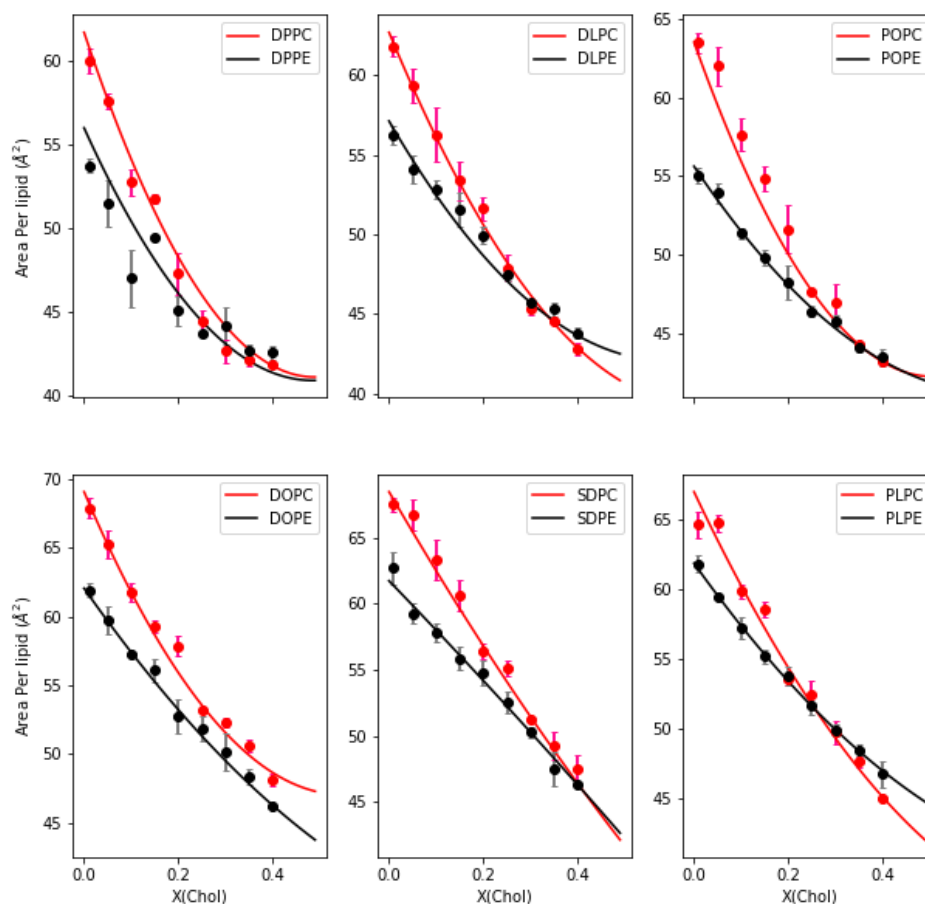 DPPC
DPPE
DLPC
DLPE
POPC
POPE
Area Per lipid (Å²)
60
55
50
45
40
60
55
50
45
40
65
60
55
50
45
DOPC
DOPE
SDPC
SDPE
PLPC
PLPE
Area Per lipid (Å²)
70
65
60
55
50
45
65
60
55
50
45
65
60
55
50
45
0.0 0.2 0.4
0.0 0.2 0.4
0.0 0.2 0.4
X(Chol)
X(Chol)
X(Chol)